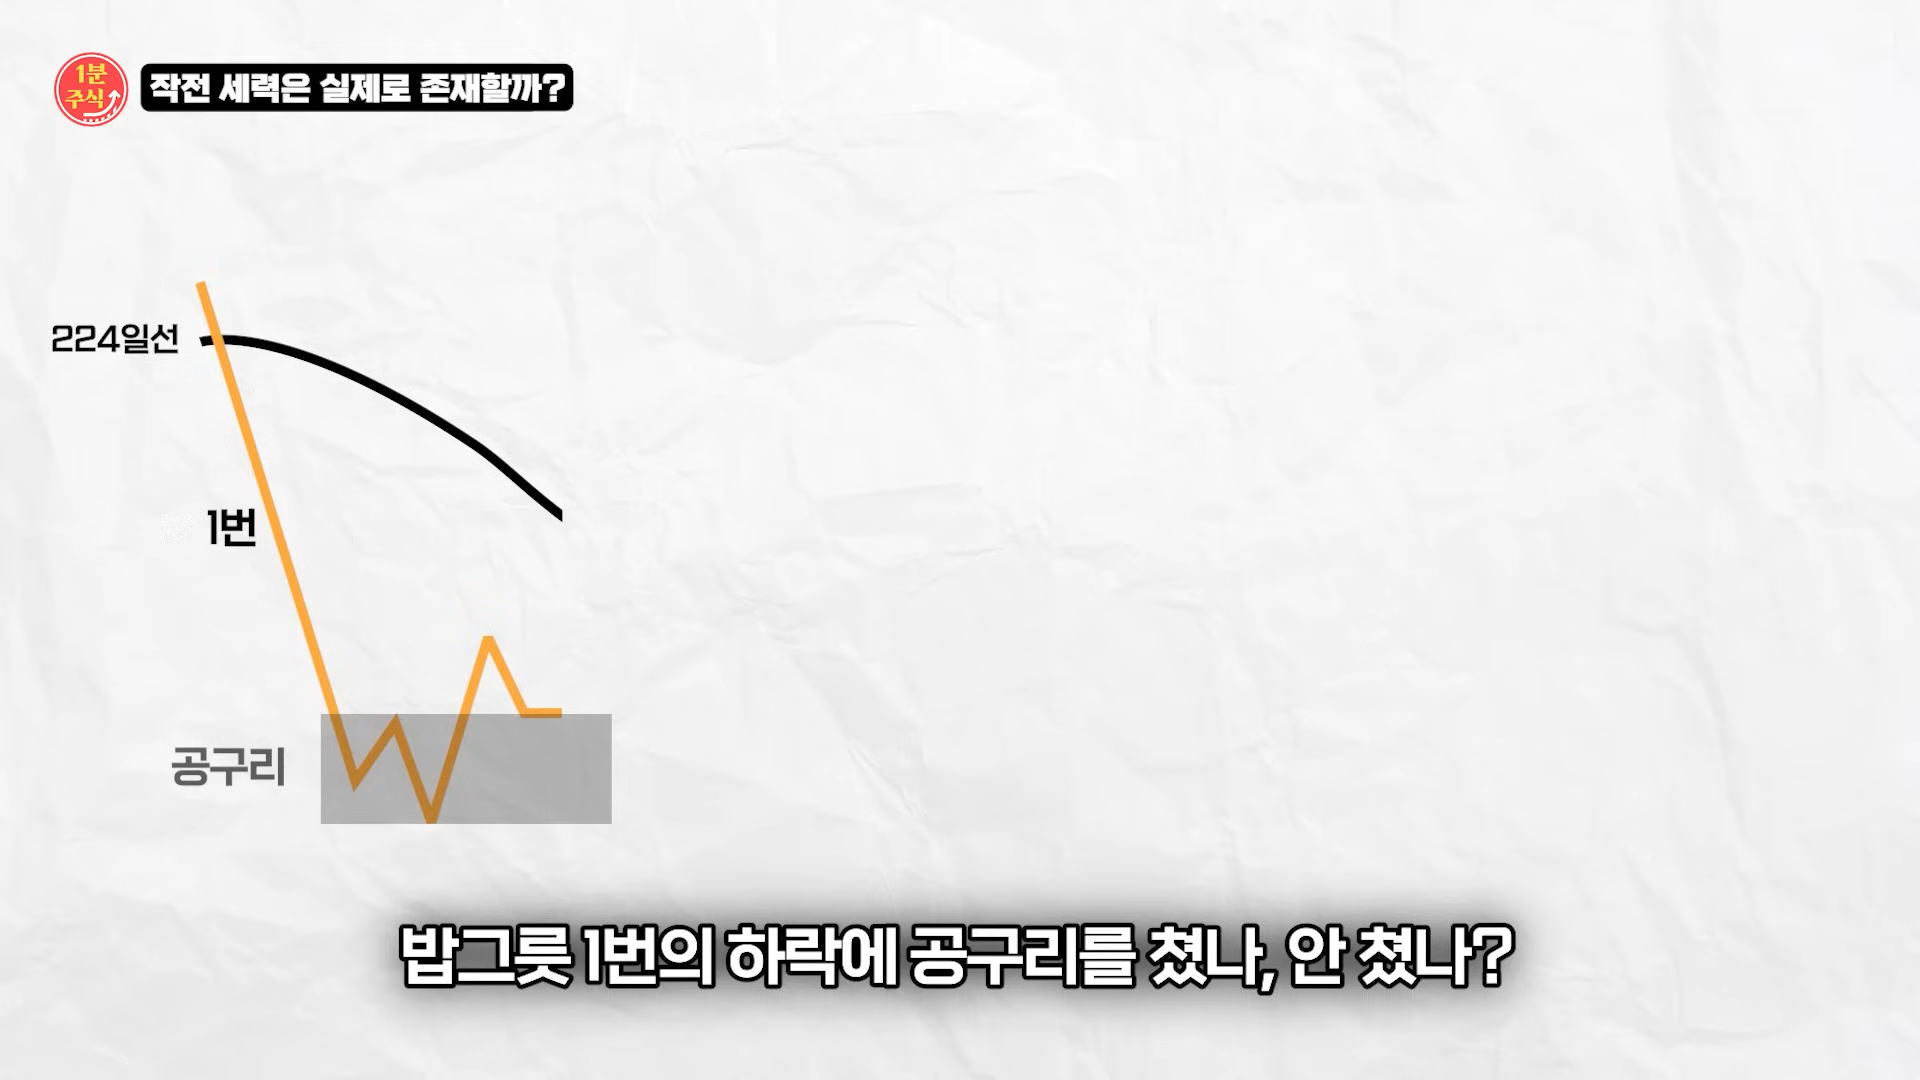 1분
주식
작전 세력은 실제로 존재할까?
224일선
1번
공구리
밥그릇 1번의 하락에 공구리를 쳤나, 안 쳤나?